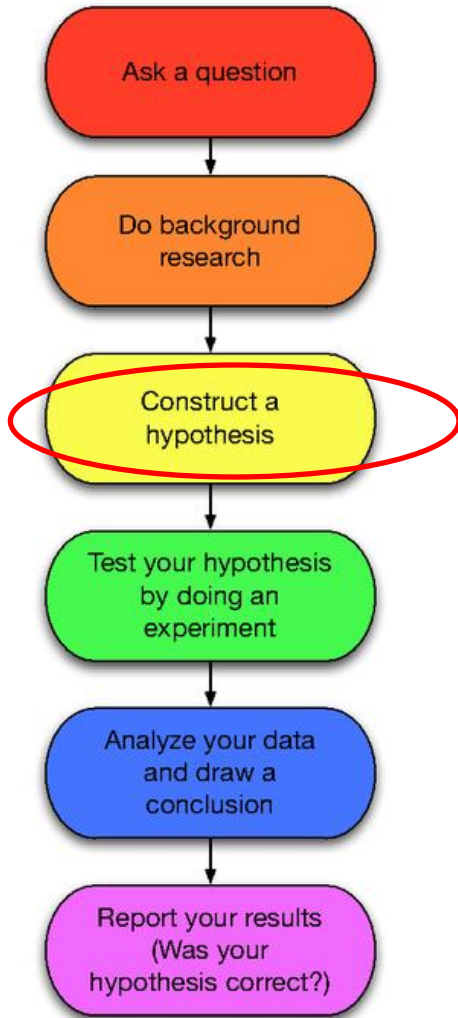 Ask a question
Do background
research
Construct a
hypothesis
Test your hypothesis
by doing an
experiment
Analyze your data
and draw a
conclusion
Report your results
(Was your
hypothesis correct?)